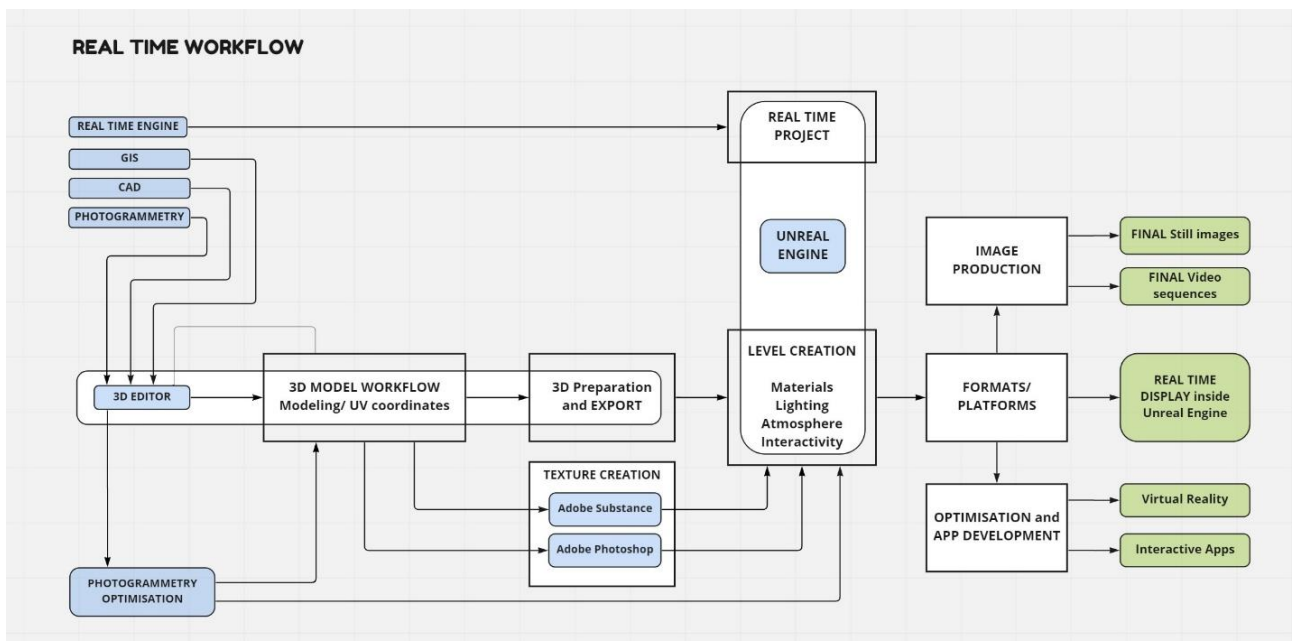 REAL TIME WORKFLOW
REAL TIME ENGINE
GIS
CAD
PHOTOGRAMMETRY
3D EDITOR
3D MODEL WORKFLOW
Modeling/ UV coordinates
3D Preparation
and EXPORT
TEXTURE CREATION
Adobe Substance
Adobe Photoshop
PHOTOGRAMMETRY
OPTIMISATION
REAL TIME
PROJECT
UNREAL
ENGINE
LEVEL CREATION
Materials
Lighting
Atmosphere
Interactivity
IMAGE
PRODUCTION
FINAL Still images
FINAL Video
sequences
FORMATS/
PLATFORMS
REAL TIME
DISPLAY inside
Unreal Engine
OPTIMISATION and
APP DEVELOPMENT
Virtual Reality
Interactive Apps